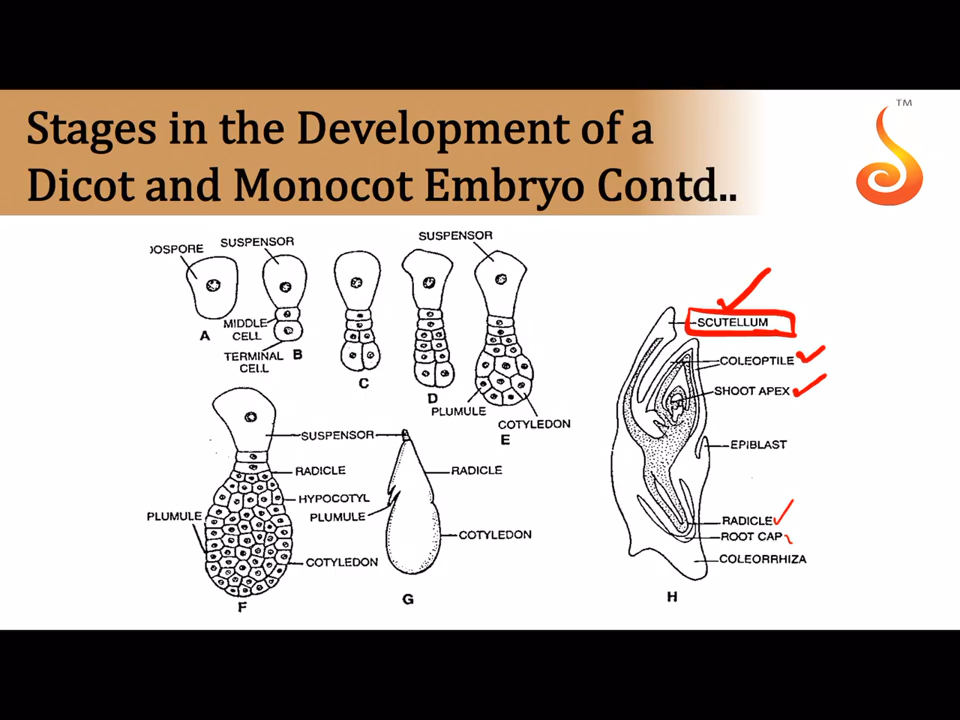 Stages in the Development of a
Dicot and Monocot Embryo Contd..
TM
OOSPORE
SUSPENSOR
MIDDLE
CELL
TERMINAL
CELL
A
B
C
D
SUSPENSOR
PLUMULE
COTYLEDON
E
SUSPENSOR
RADICLE
HYPOCOTYL
PLUMULE
COTYLEDON
F
RADICLE
PLUMULE
COTYLEDON
G
SCUTELLUM
COLEOPTILE
SHOOT APEX
EPIBLAST
RADICLE
ROOT CAP
COLEORRHIZA
H